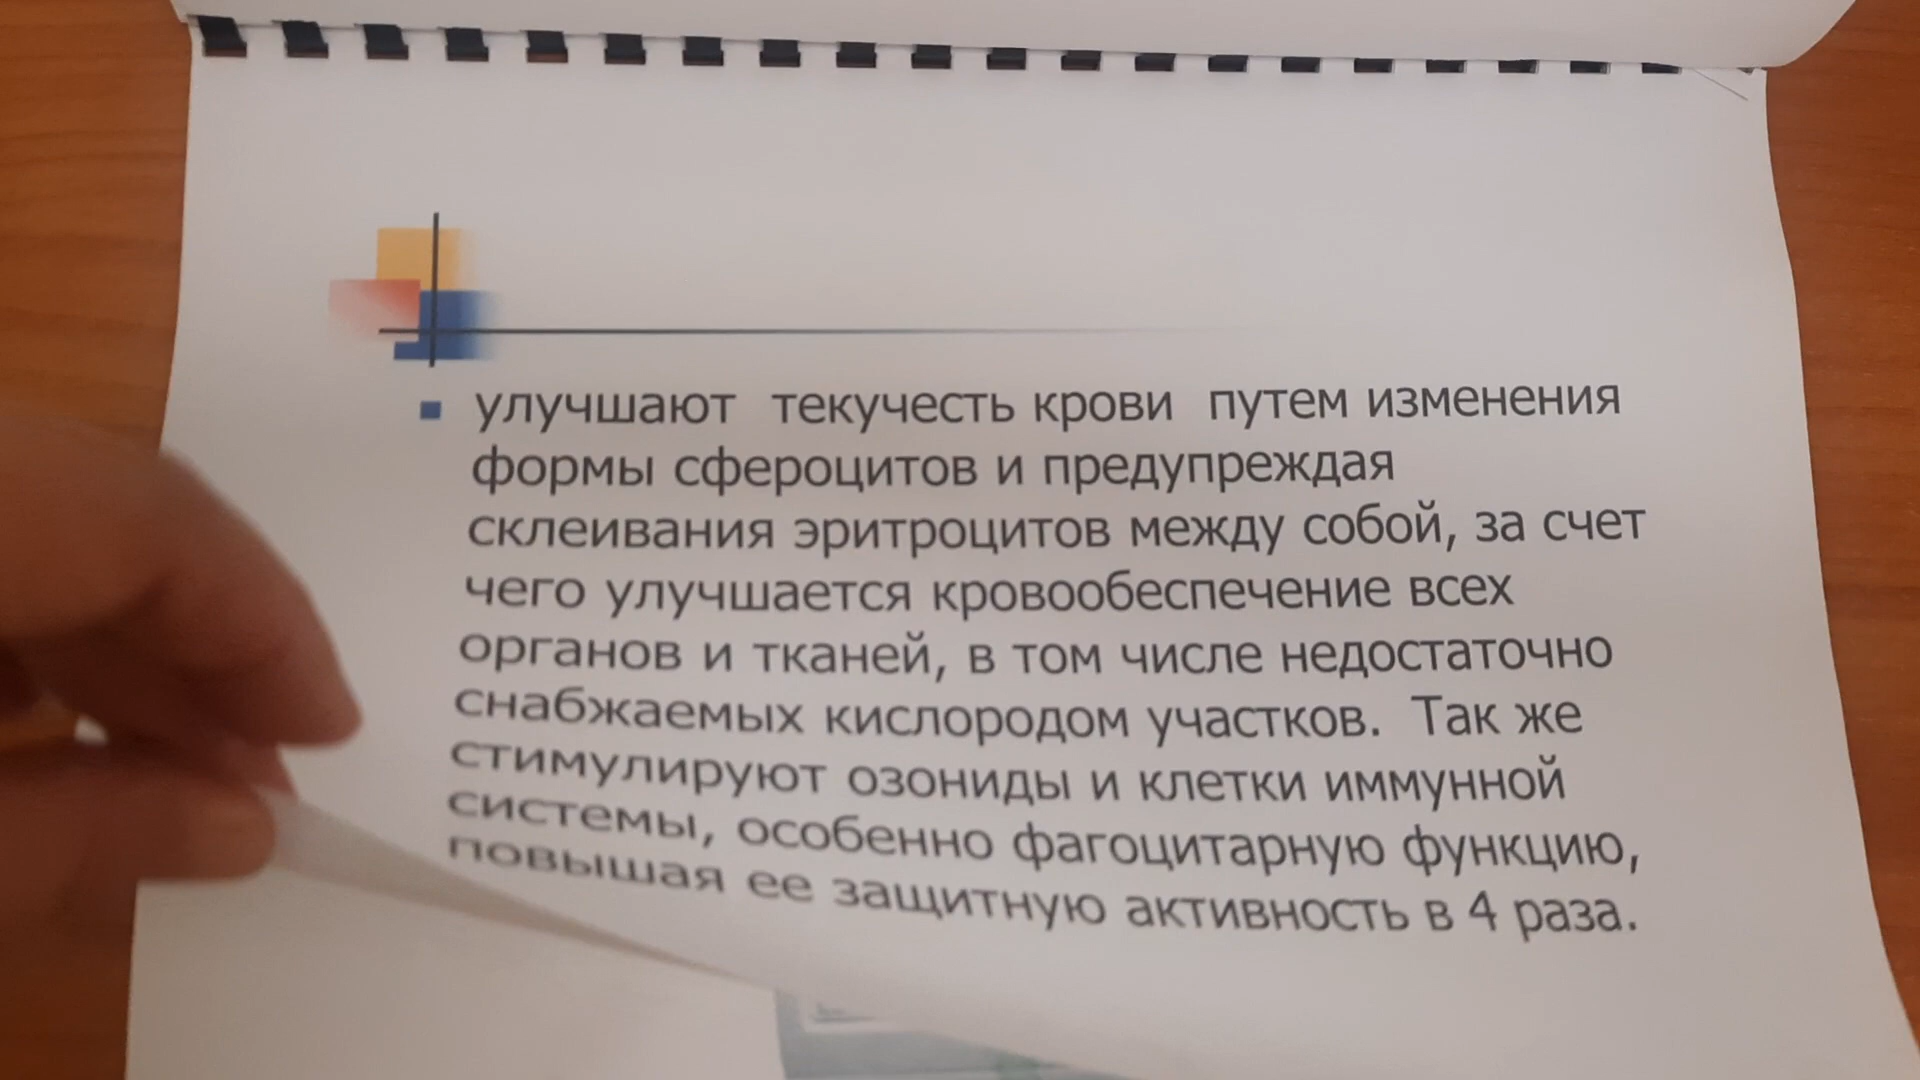 улучшают текучесть крови путем изменения
формы сфероцитов и предупреждая
склеивания эритроцитов между собой, за счет
чего улучшается кровообеспечение всех
органов и тканей, в том числе недостаточно
снабжаемых кислородом участков. Так же
стимулируют озониды и клетки иммунной
системы, особенно фагоцитарную функцию,
повышая ее защитную активность в 4 раза.